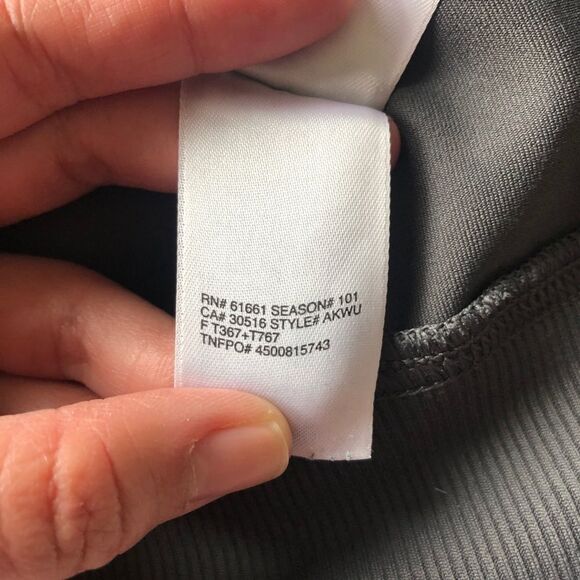 RN# 61661 SEASON# 101
CA# 30516 STYLE# AKWU
F T367+T767
TNFPO# 4500815743